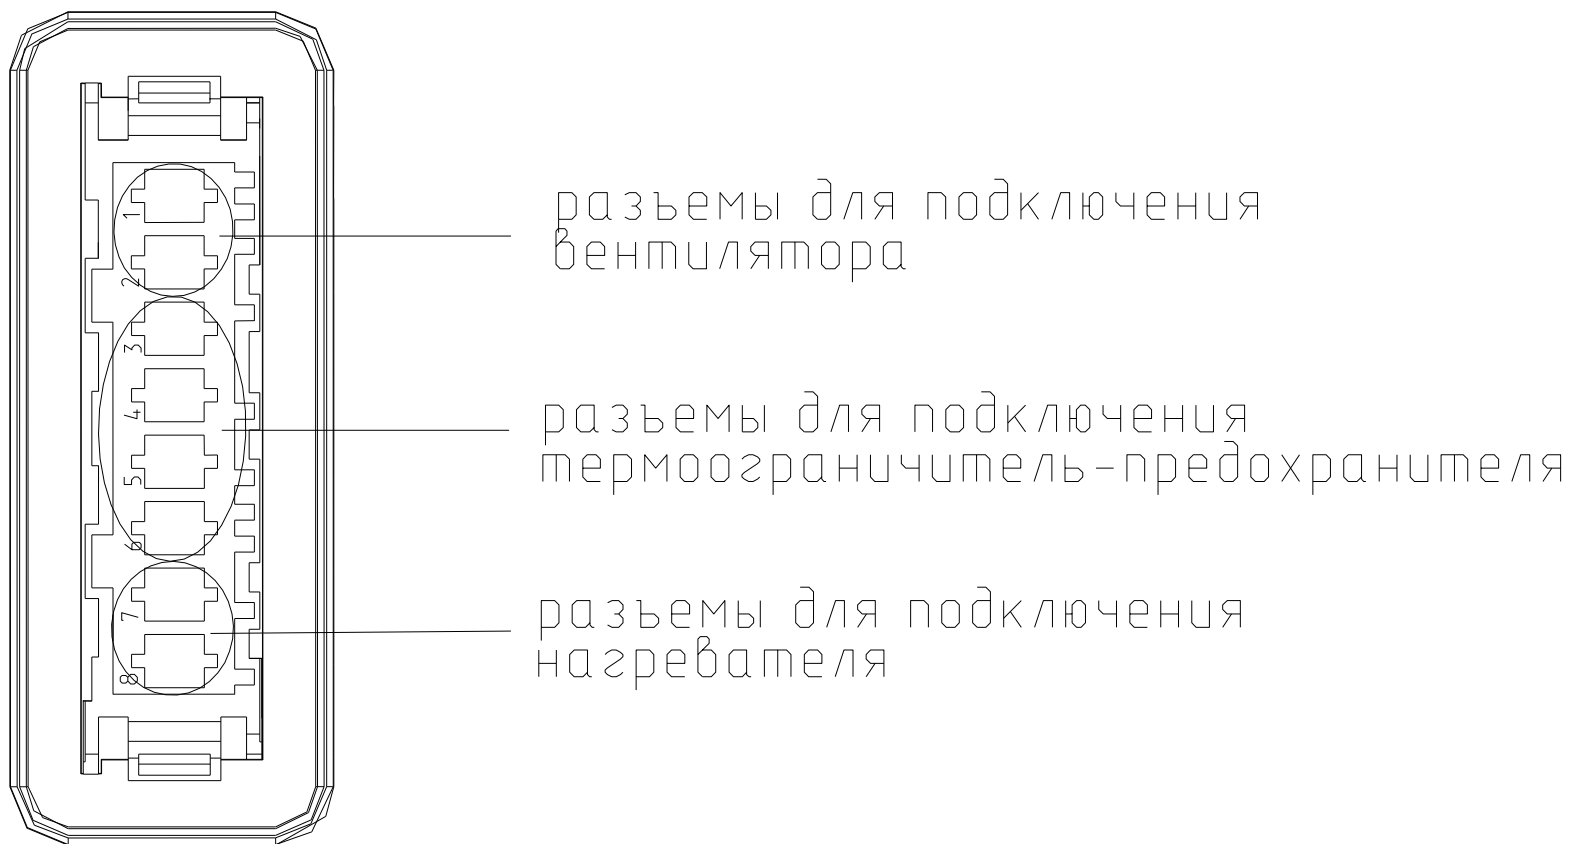 1
разъемы для подключения
вентилятора
2
3
4
разъемы для подключения
термоограничитель-предохранителя
5
6
7
разъемы для подключения
нагревателя
8